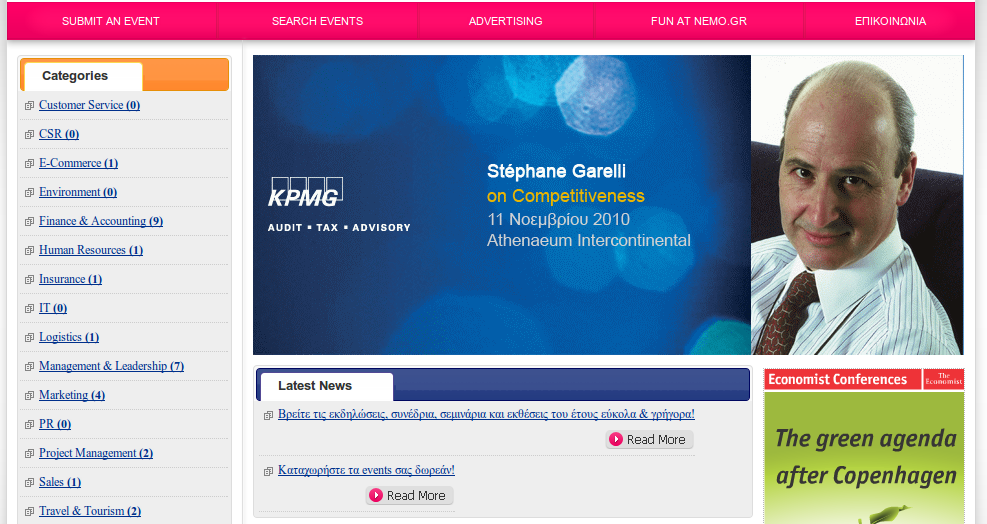 SUBMIT AN EVENT
SEARCH EVENTS
ADVERTISING
FUN AT NEMO.GR
ΕΠΙΚΟΙΝΩΝΙΑ
Categories
Customer Service (0)
CSR (0)
E-Commerce (1)
Environment (0)
Finance & Accounting (9)
Human Resources (1)
Insurance (1)
IT (0)
Logistics (1)
Management & Leadership (7)
Marketing (4)
PR (0)
Project Management (2)
Sales (1)
Travel & Tourism (2)
KPMG
AUDIT ▪ TAX ▪ ADVISORY
Stéphane Garelli
on Competitiveness
11 Νοεμβρίου 2010
Athenaeum Intercontinental
Latest News
Βρείτε τις εκδηλώσεις, συνέδρια, σεμινάρια και εκθέσεις του έτους εύκολα & γρήγορα!
Read More
Καταχωρήστε τα events σας δωρεάν!
Read More
Economist Conferences
The
Economist
The green agenda
after Copenhagen